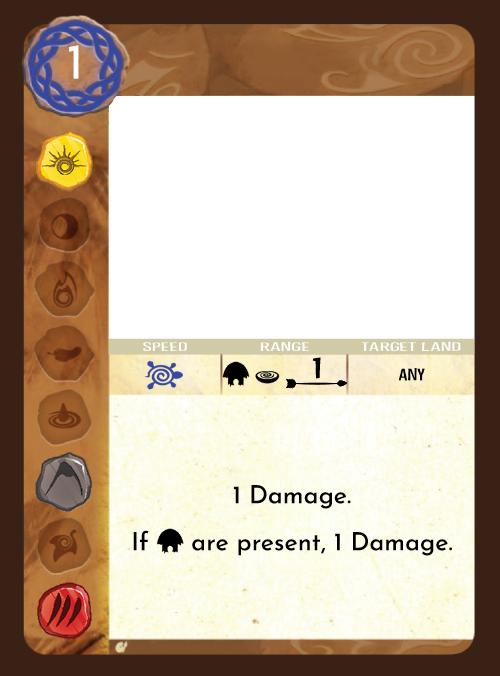 1
SPEED RANGE TARGET LAND
1 ANY
1 Damage.
If are present, 1 Damage.